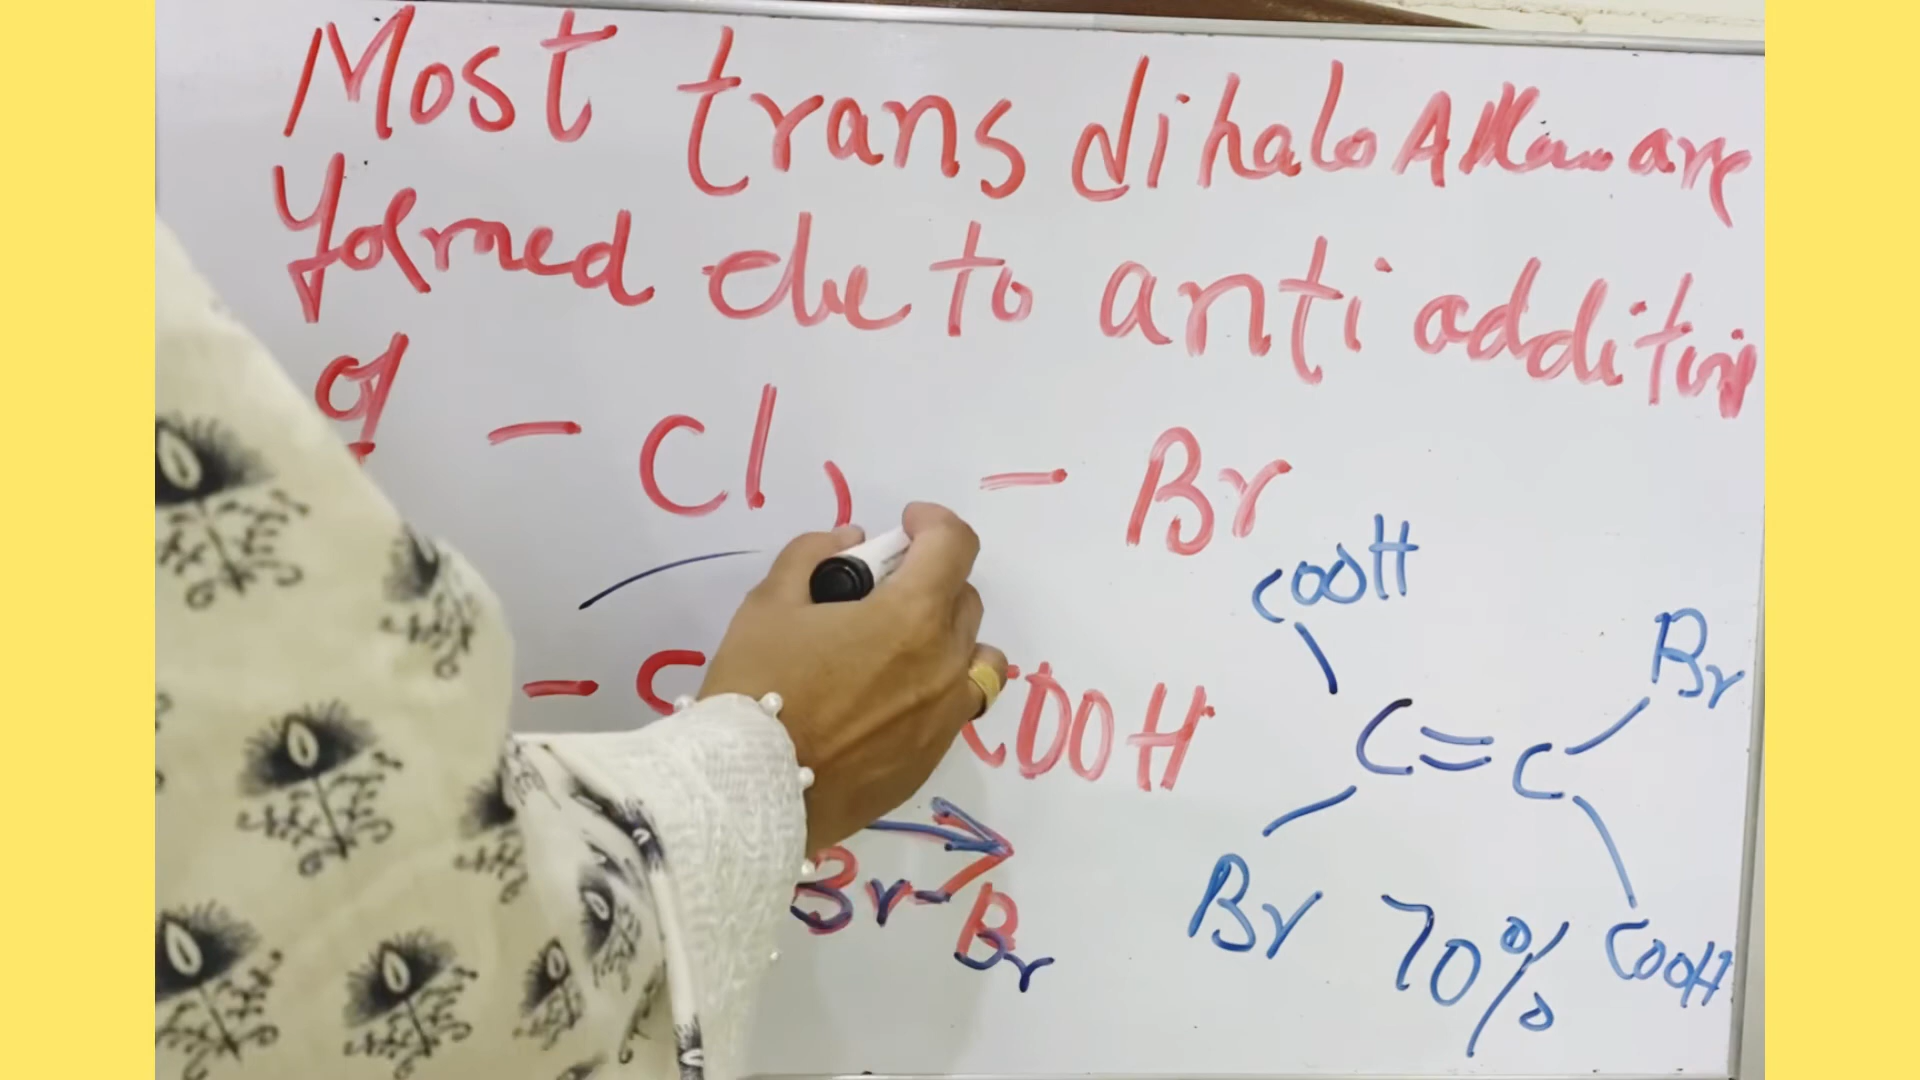 Most trans dihalo Alkene are
formed due to anti addition
of - Cl, - Br
COOH
Br
- C COOH
C=C
Br-Br
Br 70% COOH